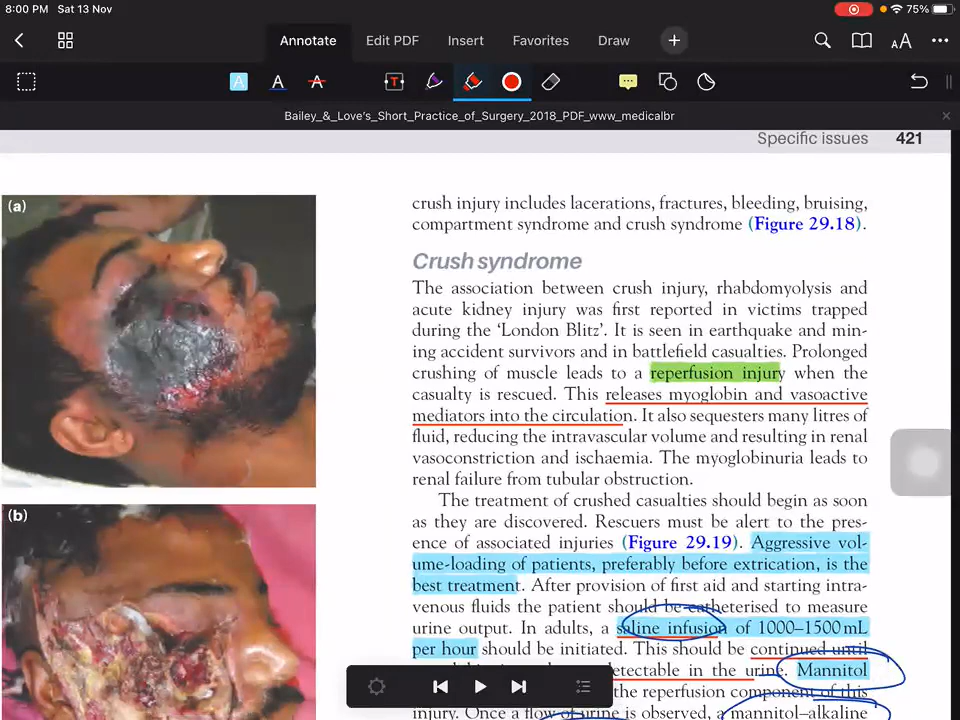 8:00 PM Sat 13 Nov
75%
Annotate
Edit PDF
Insert
Favorites
Draw
AA
A
A
A
T
Bailey_&_Love's_Short_Practice_of_Surgery_2018_PDF_www_medicalbr
Specific issues 421
(a)
(b)
crush injury includes lacerations, fractures, bleeding, bruising,
compartment syndrome and crush syndrome (Figure 29.18).
Crush syndrome
The association between crush injury, rhabdomyolysis and
acute kidney injury was first reported in victims trapped
during the 'London Blitz'. It is seen in earthquake and min-
ing accident survivors and in battlefield casualties. Prolonged
crushing of muscle leads to a reperfusion injury when the
casualty is rescued. This releases myoglobin and vasoactive
mediators into the circulation. It also sequesters many litres of
fluid, reducing the intravascular volume and resulting in renal
vasoconstriction and ischaemia. The myoglobinuria leads to
renal failure from tubular obstruction.
The treatment of crushed casualties should begin as soon
as they are discovered. Rescuers must be alert to the pres-
ence of associated injuries (Figure 29.19). Aggressive vol-
ume-loading of patients, preferably before extrication, is the
best treatment. After provision of first aid and starting intra-
venous fluids the patient should be catheterised to measure
urine output. In adults, a saline infusion of 1000–1500 mL
per hour should be initiated. This should be continued until
detectable in the urine. Mannitol
the reperfusion component of this
injury. Once a flow of urine is observed, a mannitol–alkaline